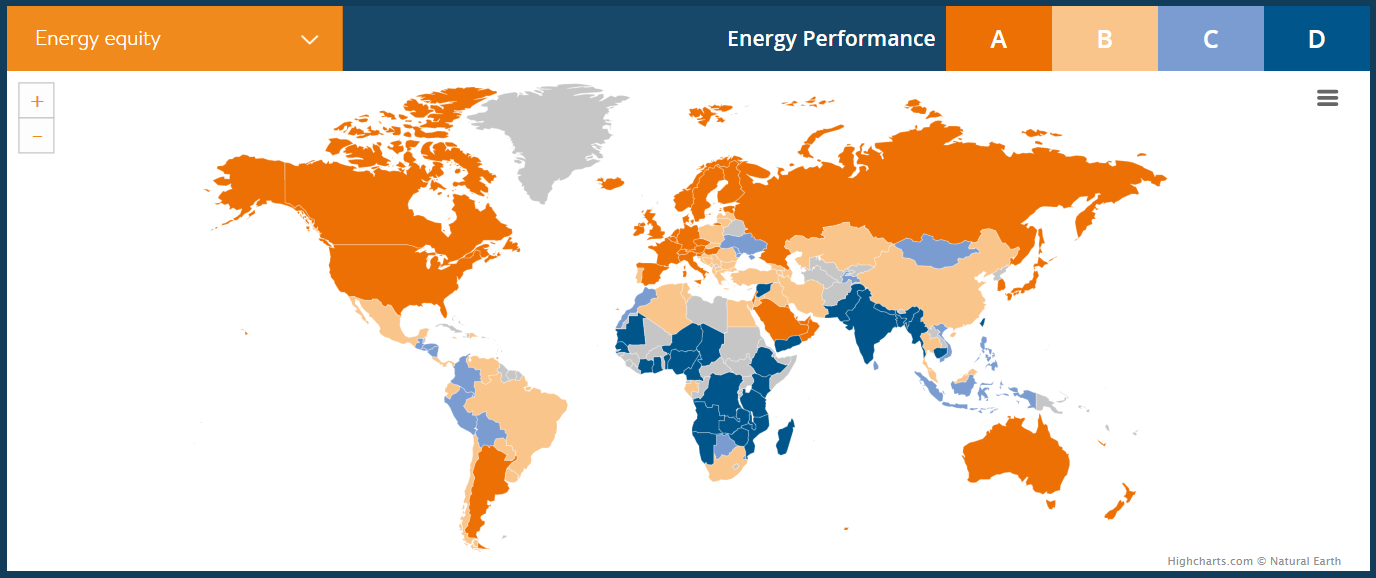 Energy equity
Energy Performance
A
B
C
D
+
−
Highcharts.com © Natural Earth